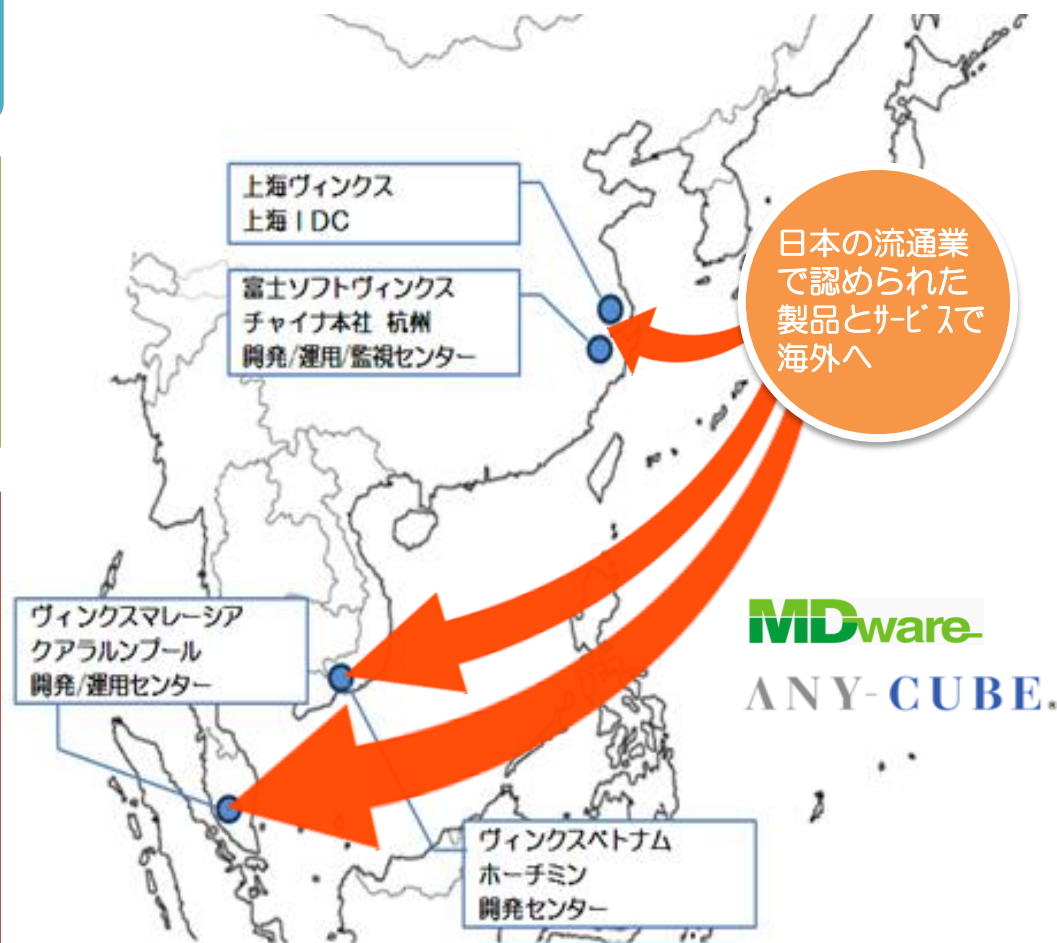 上海ヴィンクス
上海IDC
富士ソフトヴィンクス
チャイナ本社 杭州
開発/運用/監視センター
日本の流通業
で認められた
製品とｻｰﾋﾞｽで
海外へ
ヴィンクスマレーシア
クアラルンプール
開発/運用センター
MDware
ANY-CUBE®
ヴィンクスベトナム
ホーチミン
開発センター